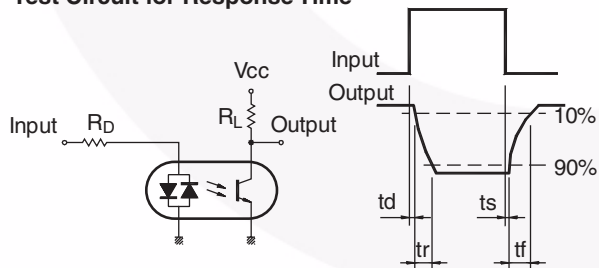 Test Circuit for Response Time
Vcc
Input
RD
RL
Output
Input
Output
10%
90%
td
ts
tr
tf